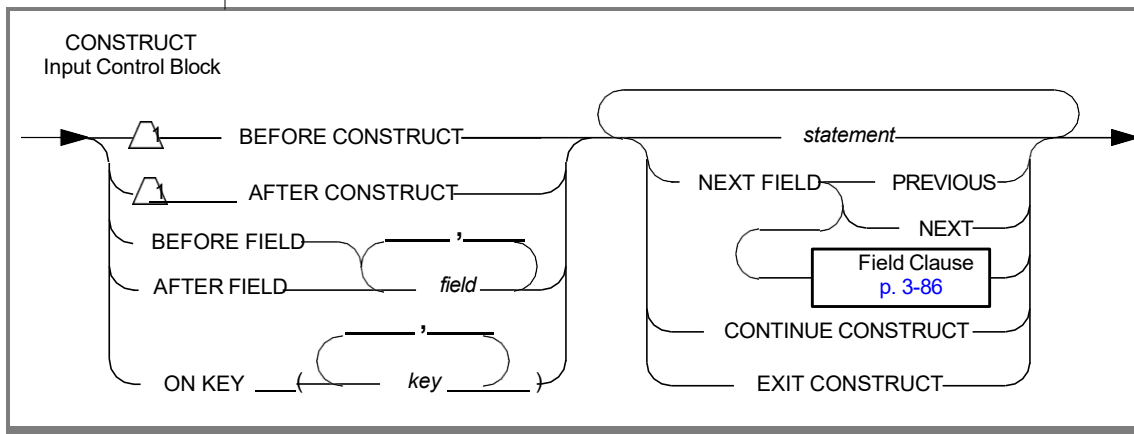 CONSTRUCT
Input Control Block
1 BEFORE CONSTRUCT
1 AFTER CONSTRUCT
BEFORE FIELD
AFTER FIELD
,
field
ON KEY ( key )
,
statement
NEXT FIELD PREVIOUS
NEXT
Field Clause
p. 3-86
CONTINUE CONSTRUCT
EXIT CONSTRUCT